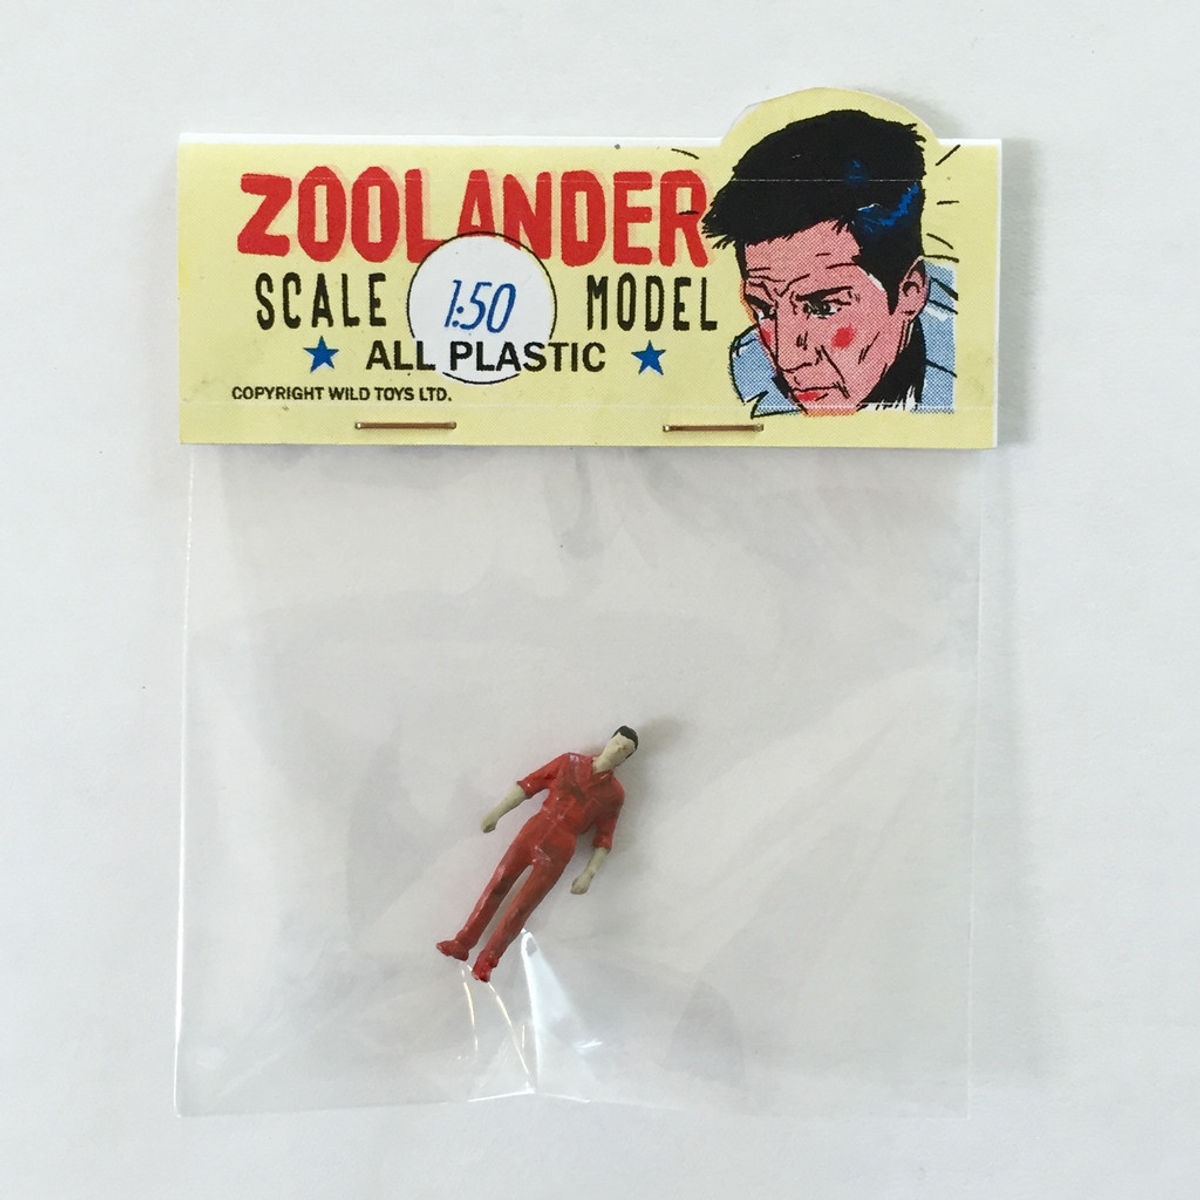 ZOOLANDER
SCALE 1:50 MODEL
ALL PLASTIC
COPYRIGHT WILD TOYS LTD.